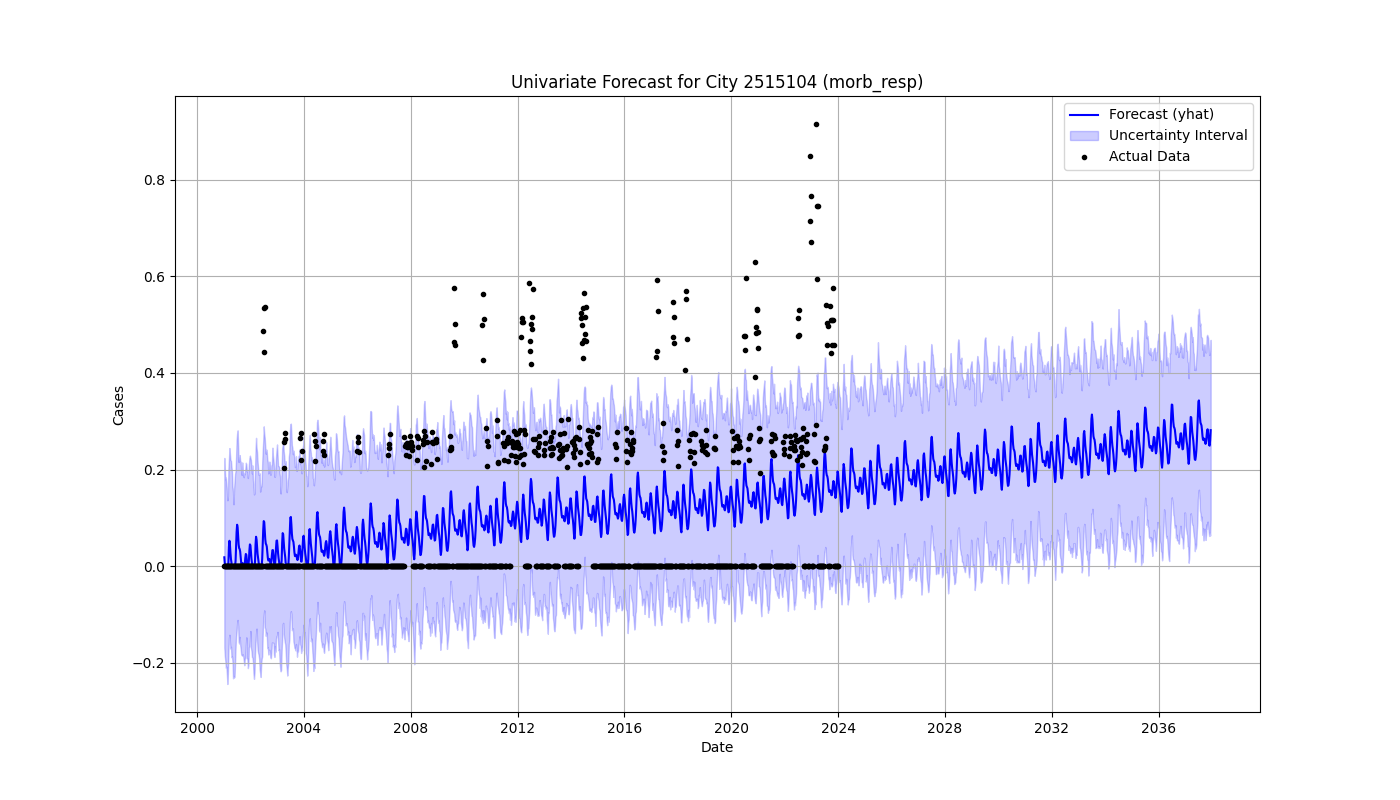 Univariate Forecast for City 2515104 (morb_resp)
Forecast (yhat)
Uncertainty Interval
Actual Data
Cases
0.8
0.6
0.4
0.2
0.0
−0.2
2000 2004 2008 2012 2016 2020 2024 2028 2032 2036
Date